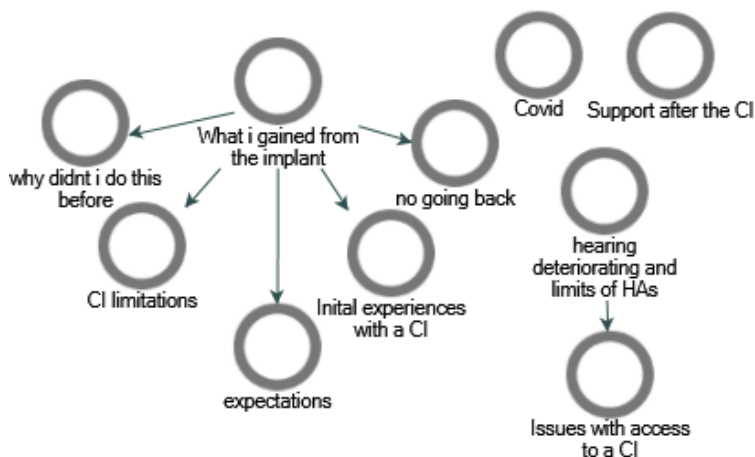 Covid
Support after the CI
What i gained from
the implant
why didnt i do this
before
no going back
CI limitations
Inital experiences
with a CI
hearing
deteriorating and
limits of HAs
expectations
Issues with access
to a CI